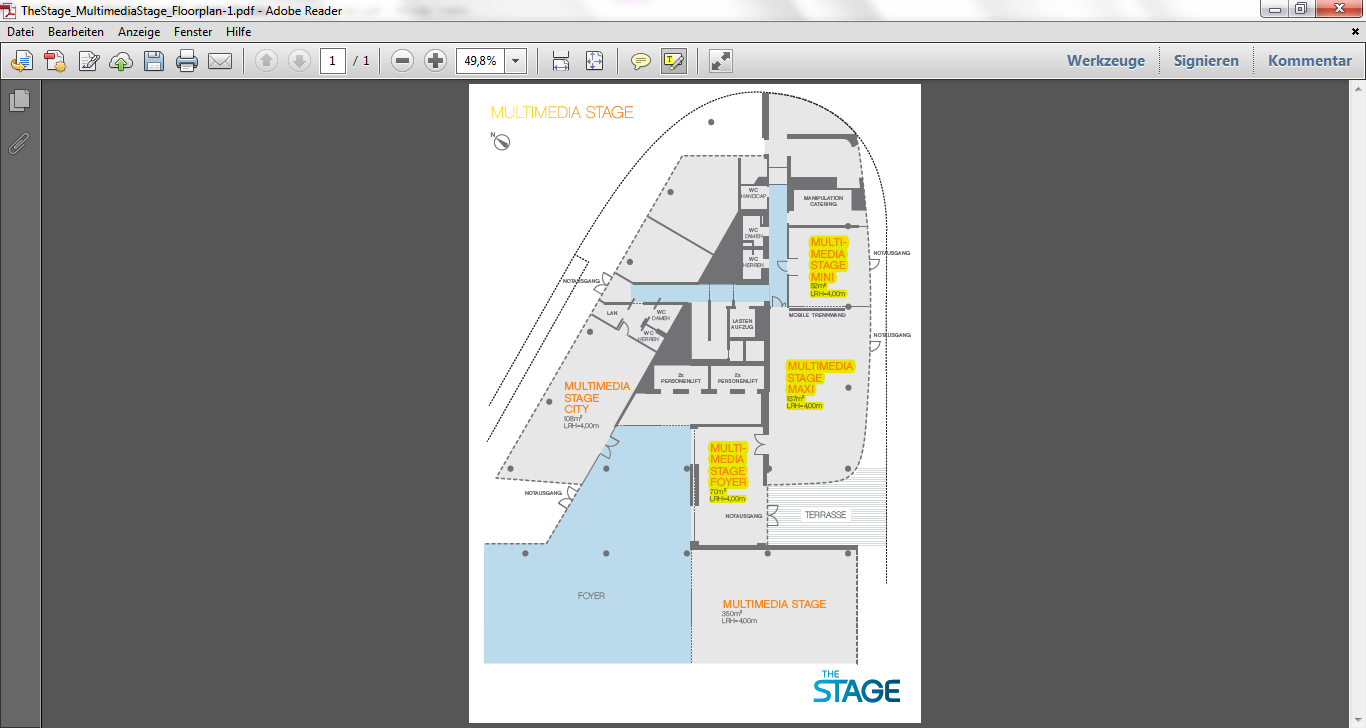 TheStage_MultimediaStage_Floorplan-1.pdf - Adobe Reader
Datei Bearbeiten Anzeige Fenster Hilfe
1 / 1 49,8% Werkzeuge Signieren Kommentar
MULTIMEDIA STAGE
N
WC
HANDICAP
MANIPULATION
CATERING
WC
DAMEN
WC
HERREN
MULTI-
MEDIA
STAGE
MINI
52m²
LRH=4,00m
NOTAUSGANG
NOTAUSGANG
LAN
WC
DAMEN
WC
HERREN
LASTEN
AUFZUG
MOBILE TRENNWAND
NOTAUSGANG
2x
PERSONENLIFT
2x
PERSONENLIFT
MULTIMEDIA
STAGE
MAXI
137m²
LRH=4,00m
MULTIMEDIA
STAGE
CITY
108m²
LRH=4,00m
MULTI-
MEDIA
STAGE
FOYER
70m²
LRH=4,00m
NOTAUSGANG
NOTAUSGANG
TERRASSE
FOYER
MULTIMEDIA STAGE
350m²
LRH=4,00m
THE
STAGE